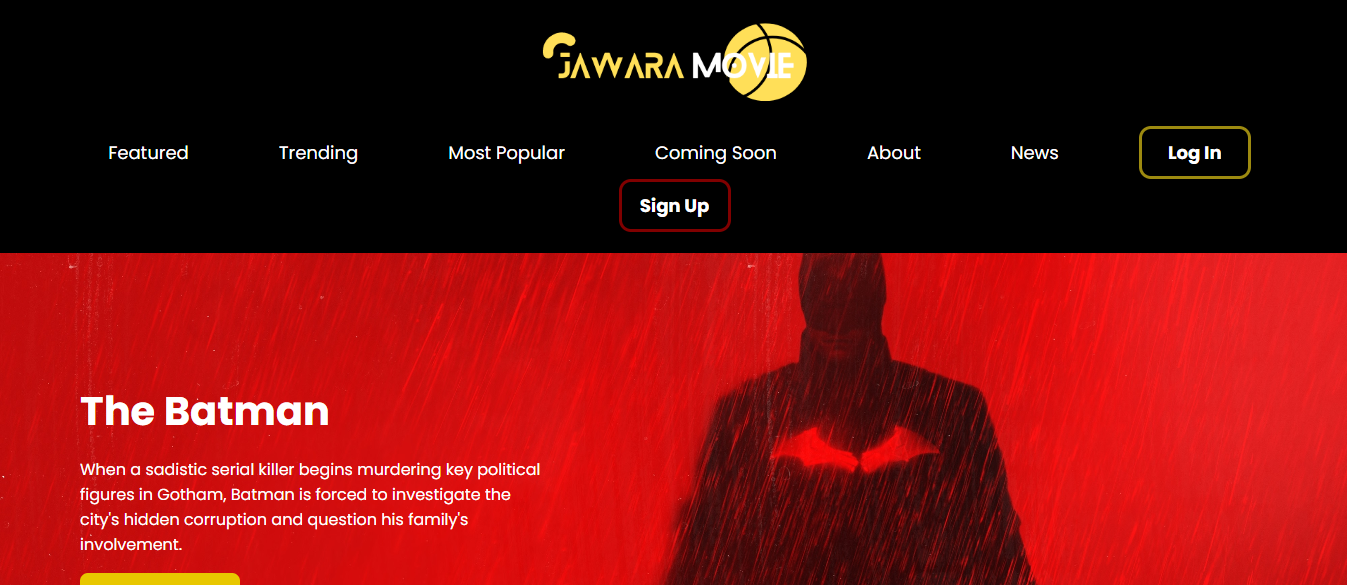 JAWARA MOVIE
Featured Trending Most Popular Coming Soon About News Log In
Sign Up
The Batman
When a sadistic serial killer begins murdering key political
figures in Gotham, Batman is forced to investigate the
city's hidden corruption and question his family's
involvement.